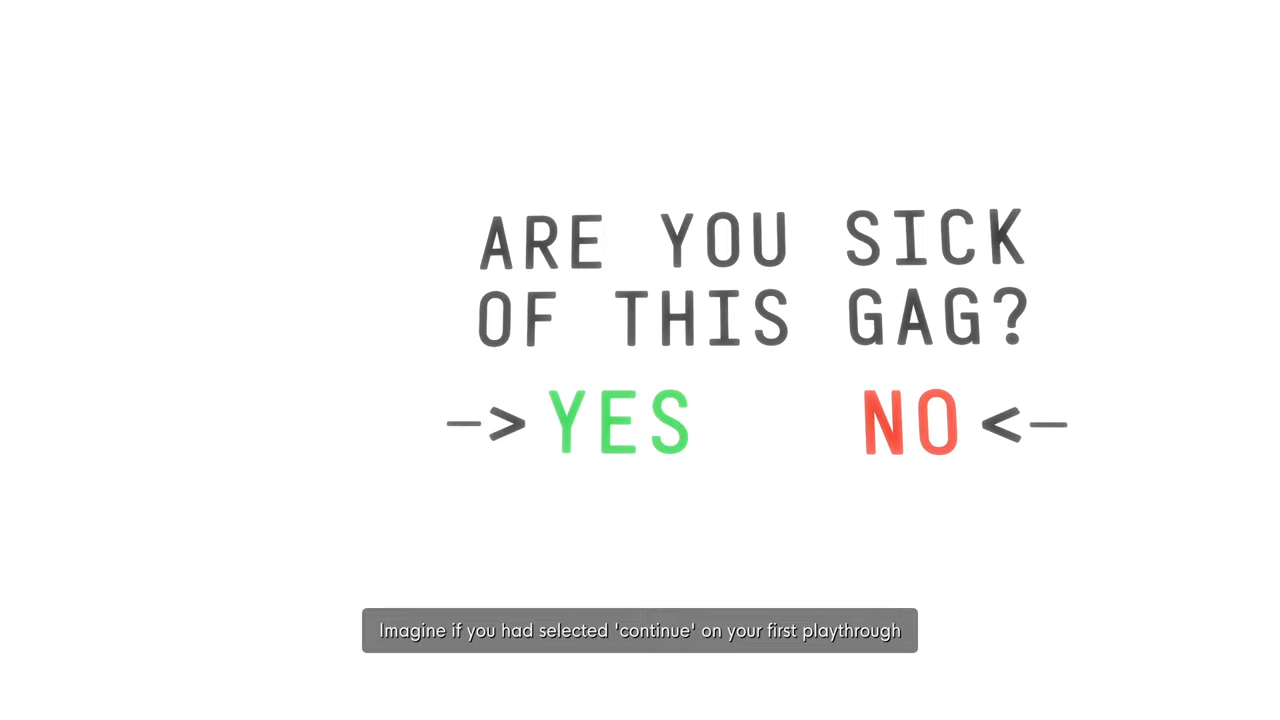 ARE YOU SICK
OF THIS GAG?
—> YES NO <—
Imagine if you had selected 'continue' on your first playthrough